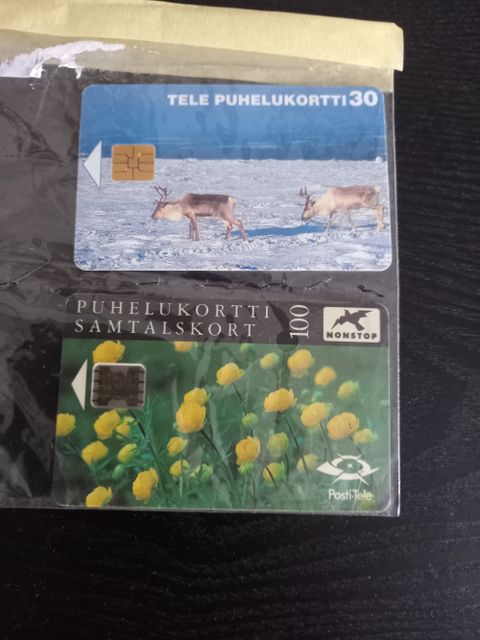 TELE PUHELUKORTTI 30
PUHELUKORTTI
SAMTALSKORT
100
NONSTOP
Posti-Tele